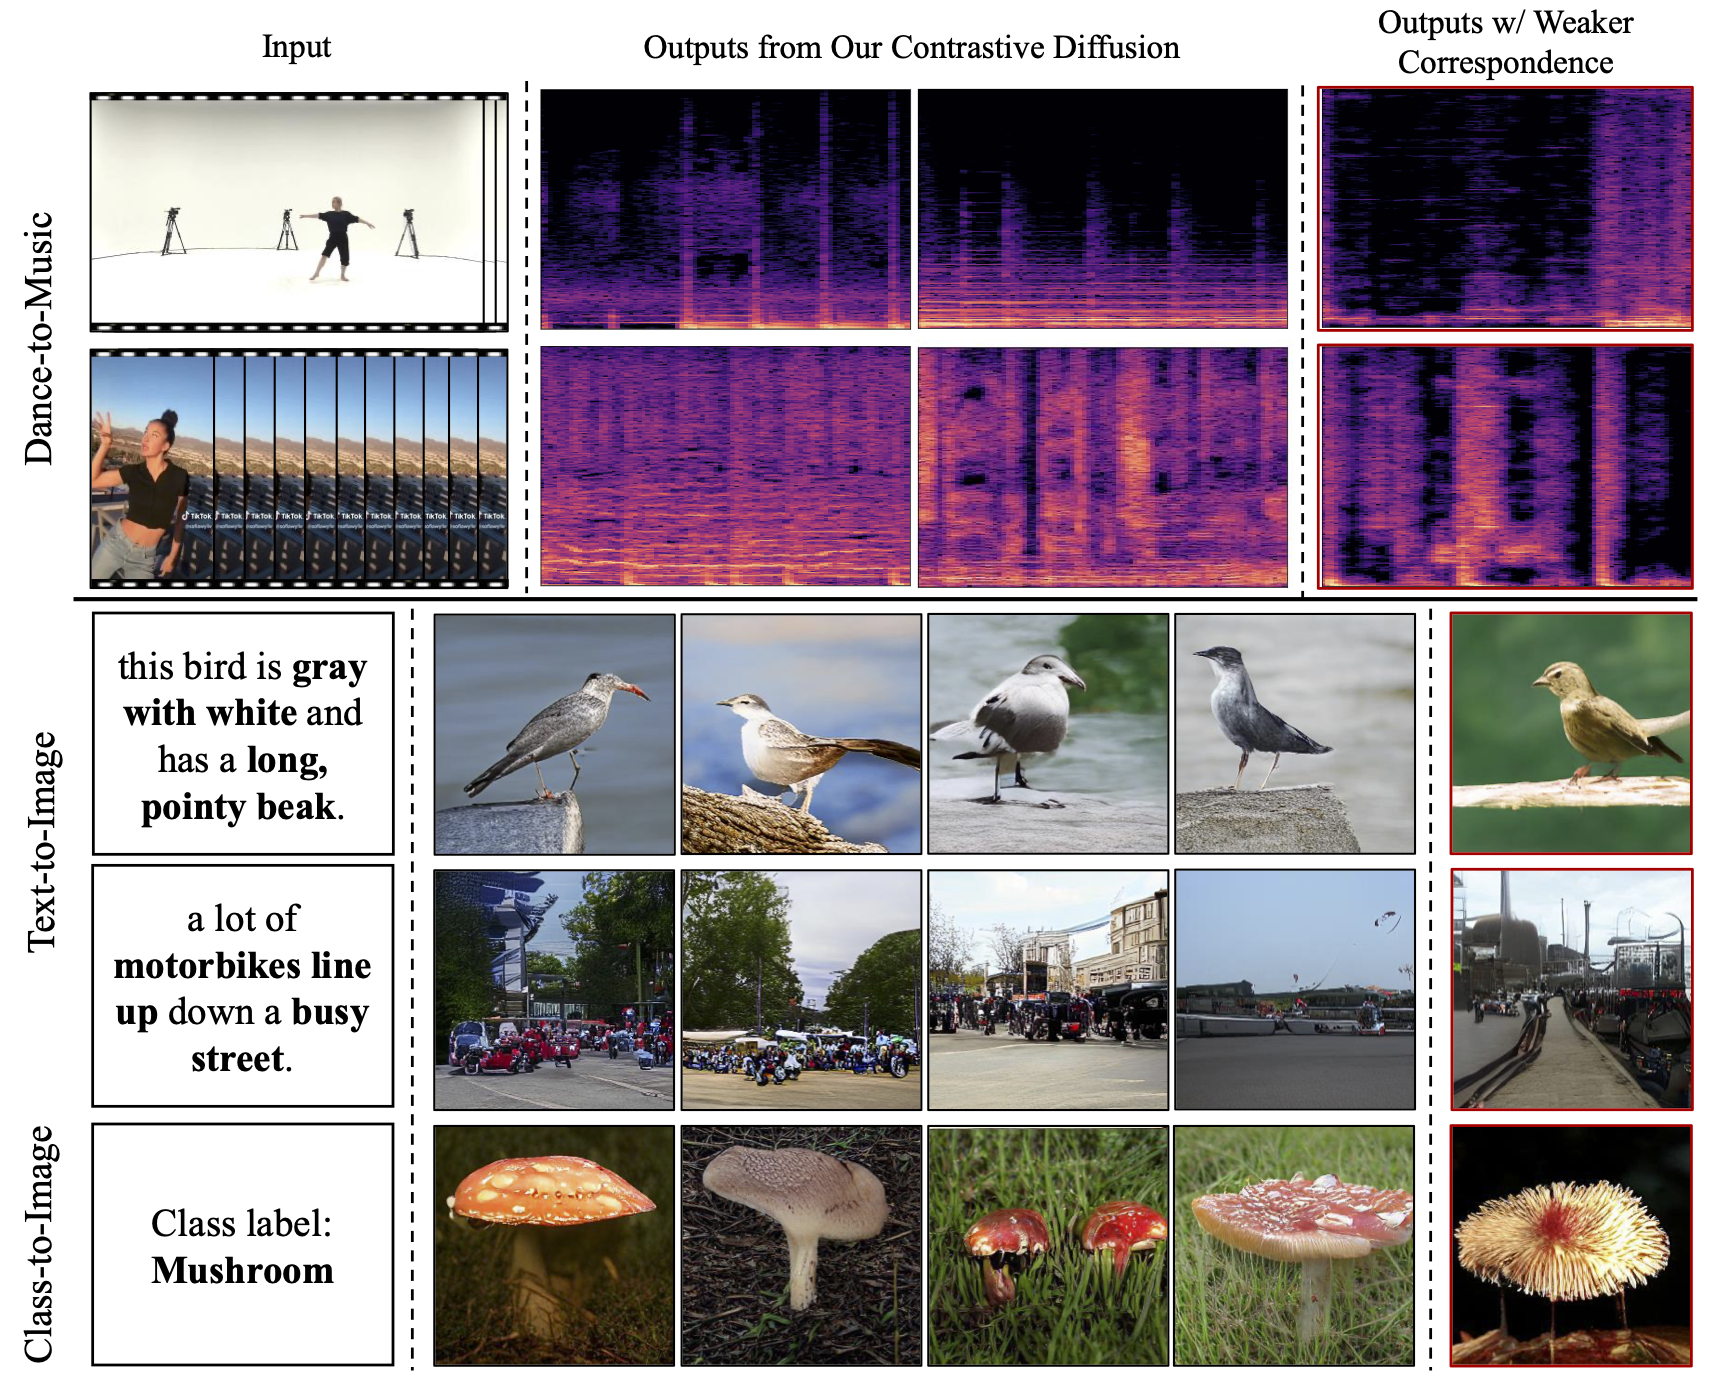 Input
Outputs from Our Contrastive Diffusion
Outputs w/ Weaker
Correspondence
Dance-to-Music
TikTok
TikTok
TikTok
TikTok
TikTok
TikTok
TikTok
TikTok
TikTok
TikTok
Text-to-Image
this bird is gray
with white and
has a long,
pointy beak.
a lot of
motorbikes line
up down a busy
street.
Class-to-Image
Class label:
Mushroom